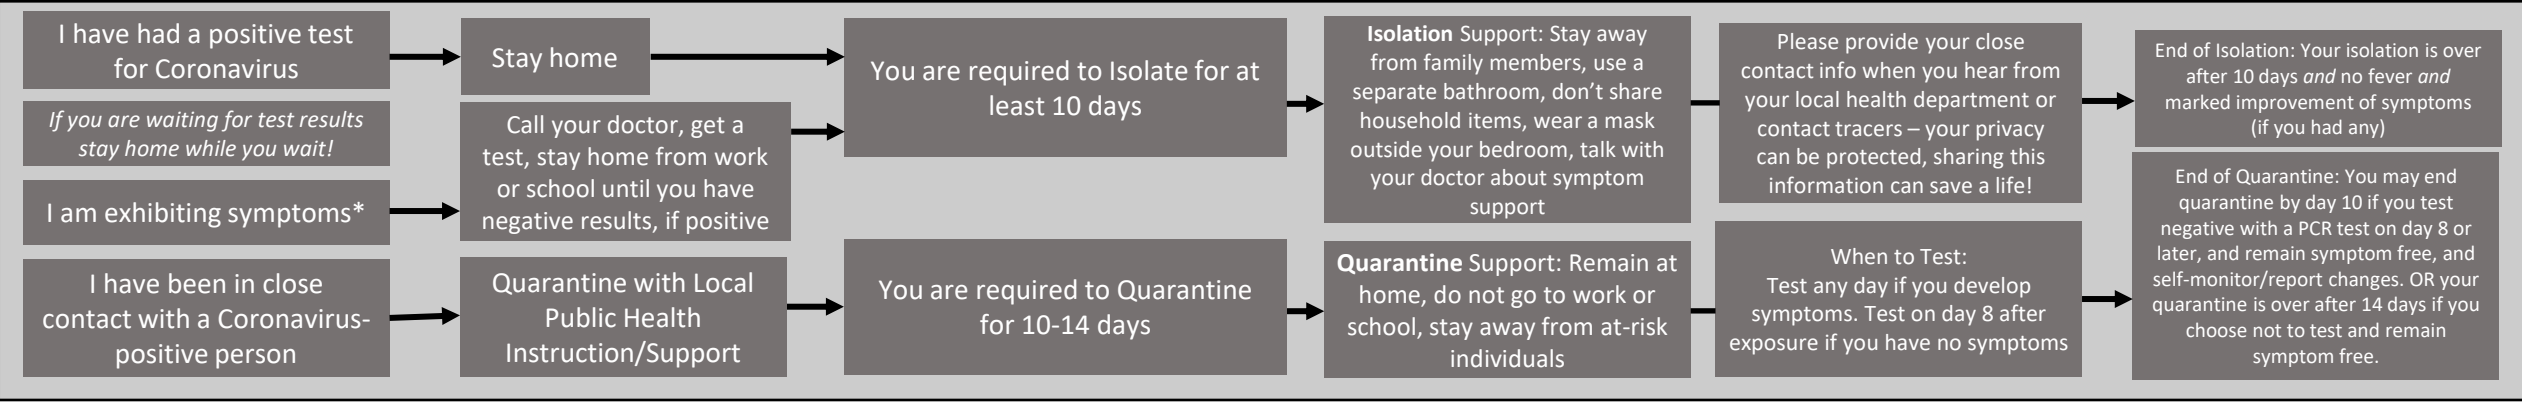 I have had a positive test
for Coronavirus
If you are waiting for test results
stay home while you wait!
I am exhibiting symptoms*
I have been in close
contact with a Coronavirus-
positive person
Stay home
Call your doctor, get a
test, stay home from work
or school until you have
negative results, if positive
Quarantine with Local
Public Health
Instruction/Support
You are required to Isolate for at
least 10 days
You are required to Quarantine
for 10-14 days
Isolation Support: Stay away
from family members, use a
separate bathroom, don’t share
household items, wear a mask
outside your bedroom, talk with
your doctor about symptom
support
Quarantine Support: Remain at
home, do not go to work or
school, stay away from at-risk
individuals
Please provide your close
contact info when you hear from
your local health department or
contact tracers – your privacy
can be protected, sharing this
information can save a life!
When to Test:
Test any day if you develop
symptoms. Test on day 8 after
exposure if you have no symptoms
End of Isolation: Your isolation is over
after 10 days and no fever and
marked improvement of symptoms
(if you had any)
End of Quarantine: You may end
quarantine by day 10 if you test
negative with a PCR test on day 8 or
later, and remain symptom free, and
self-monitor/report changes. OR your
quarantine is over after 14 days if you
choose not to test and remain
symptom free.